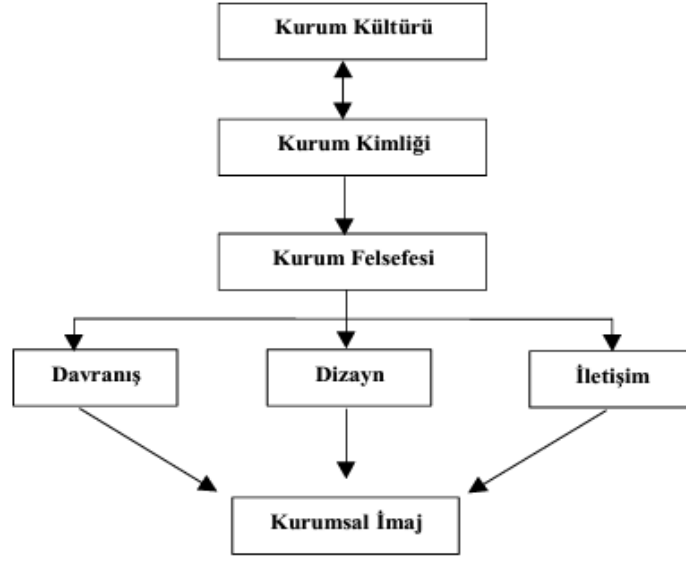 Kurum Kültürü
Kurum Kimliği
Kurum Felsefesi
Davranış
Dizayn
İletişim
Kurumsal İmaj